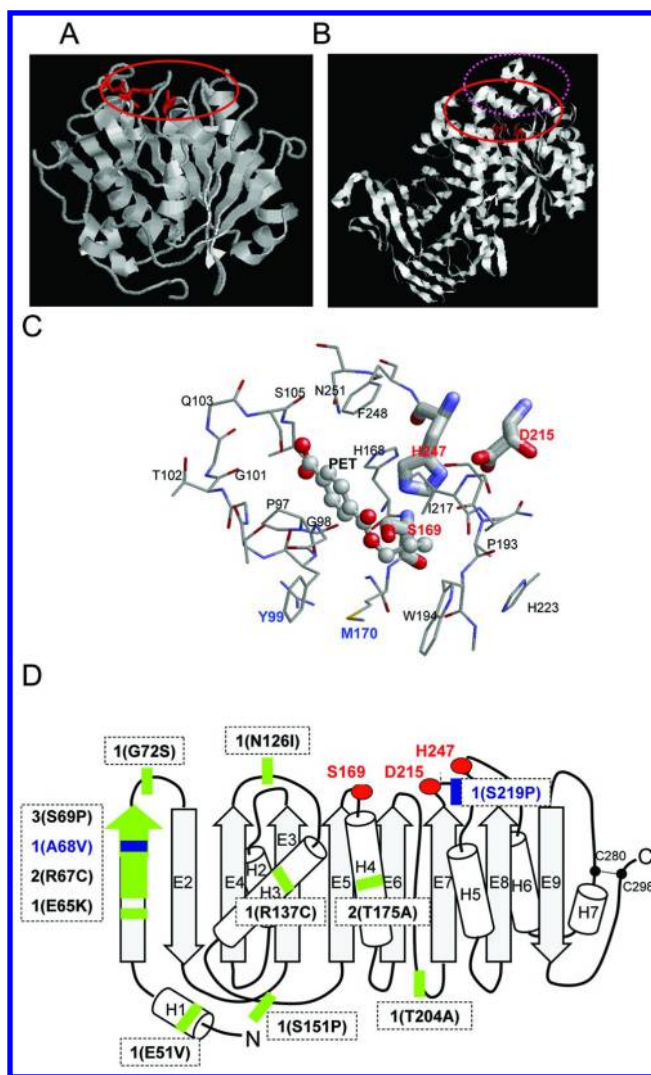 A
B
C
S105
N251
F248
Q103
H247
D215
H168
PET
T102
G101
I217
S169
P97
G98
P193
W194
H223
Y99
M170
D
1(G72S)
1(N126I)
S169
D215
H247
1(S219P)
3(S69P)
1(A68V)
2(R67C)
1(E65K)
E2
E4
H2
H3
E3
E5
H4
E6
E7
H5
E8
H6
E9
H7
C280
C298
C
1(R137C)
2(T175A)
H1
N
1(S151P)
1(T204A)
1(E51V)